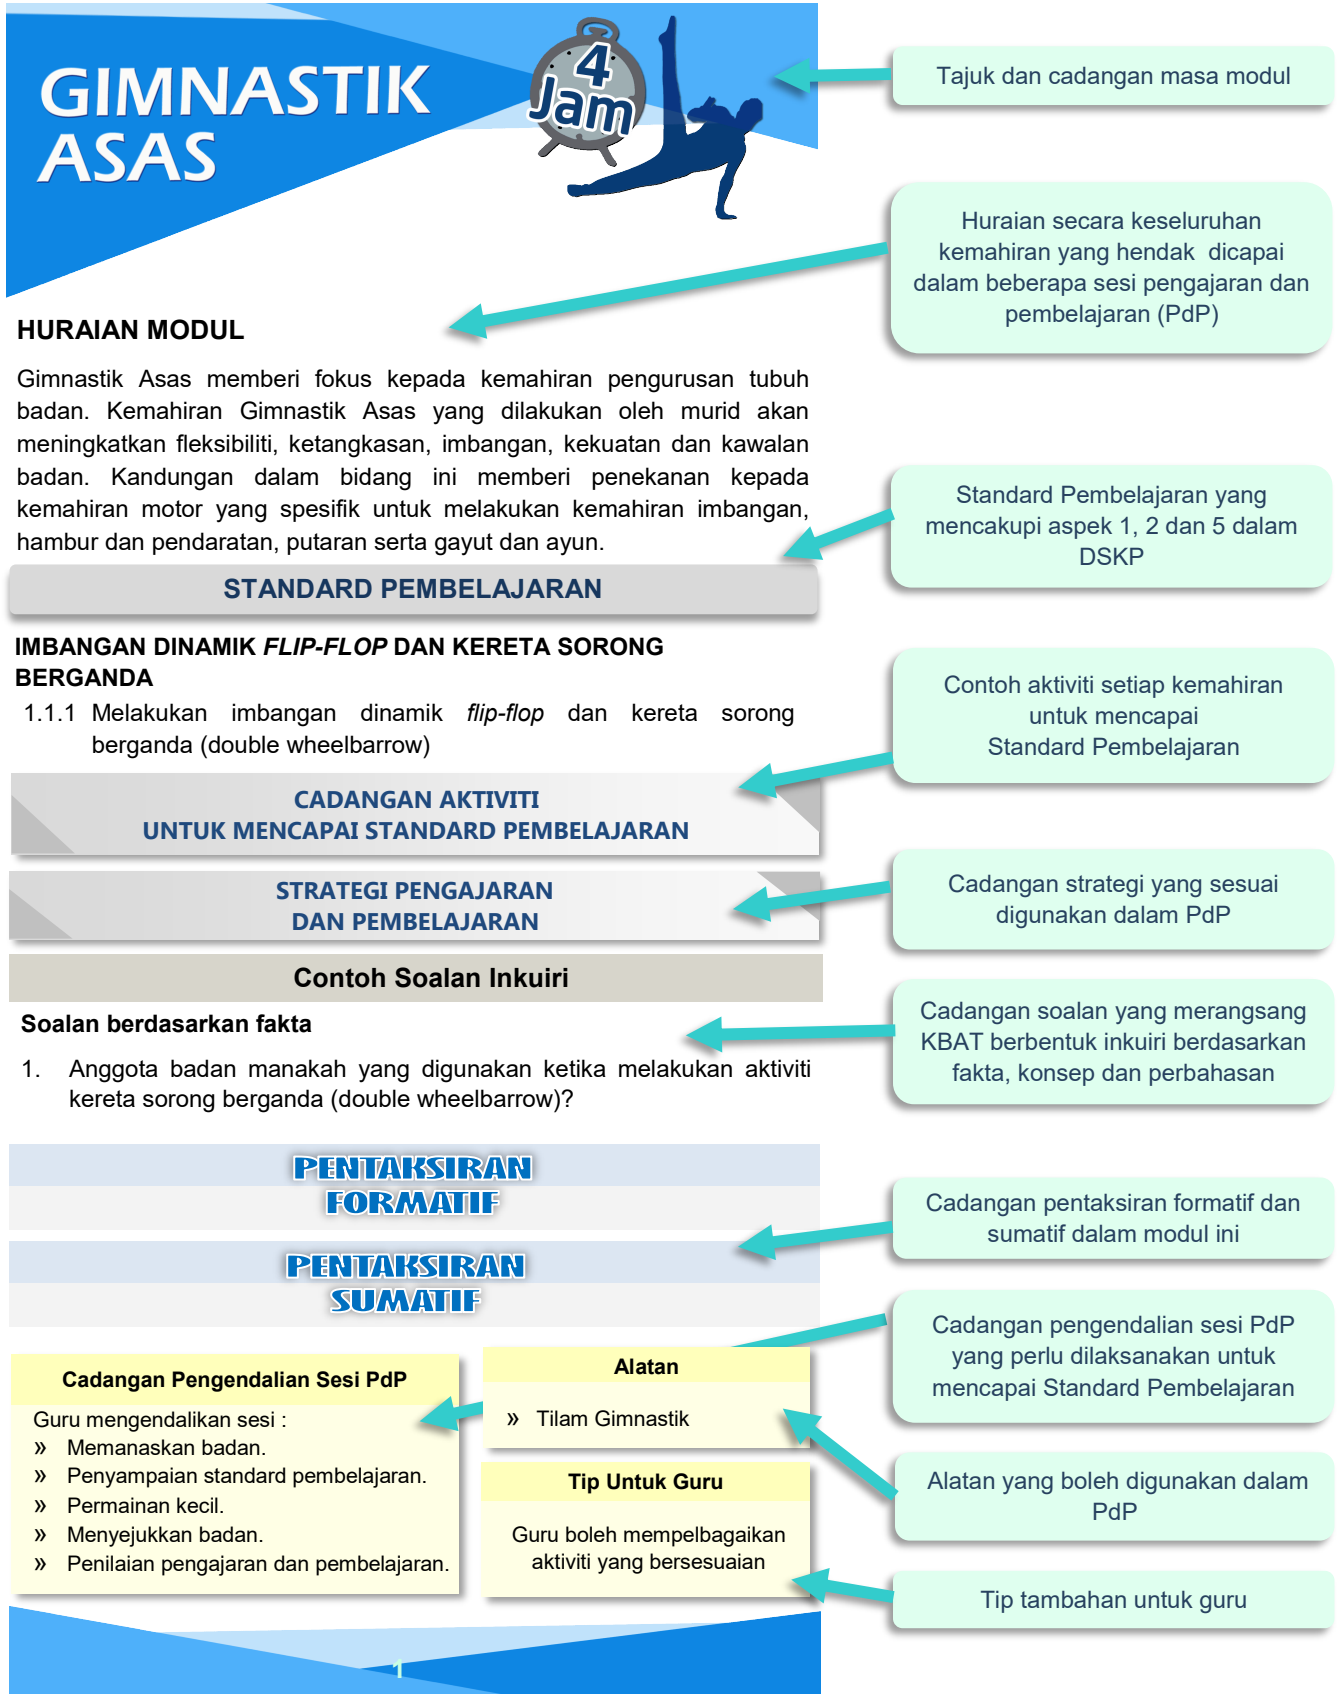 GIMNASTIK
ASAS
4
Jam
Tajuk dan cadangan masa modul
Huraian secara keseluruhan
kemahiran yang hendak dicapai
dalam beberapa sesi pengajaran dan
pembelajaran (PdP)
HURAIAN MODUL
Gimnastik Asas memberi fokus kepada kemahiran pengurusan tubuh
badan. Kemahiran Gimnastik Asas yang dilakukan oleh murid akan
meningkatkan fleksibiliti, ketangkasan, imbangan, kekuatan dan kawalan
badan. Kandungan dalam bidang ini memberi penekanan kepada
kemahiran motor yang spesifik untuk melakukan kemahiran imbangan,
hambur dan pendaratan, putaran serta gayut dan ayun.
Standard Pembelajaran yang
mencakupi aspek 1, 2 dan 5 dalam
DSKP
STANDARD PEMBELAJARAN
IMBANGAN DINAMIK FLIP-FLOP DAN KERETA SORONG
BERGANDA
1.1.1 Melakukan imbangan dinamik flip-flop dan kereta sorong
berganda (double wheelbarrow)
Contoh aktiviti setiap kemahiran
untuk mencapai
Standard Pembelajaran
CADANGAN AKTIVITI
UNTUK MENCAPAI STANDARD PEMBELAJARAN
STRATEGI PENGAJARAN
DAN PEMBELAJARAN
Cadangan strategi yang sesuai
digunakan dalam PdP
Contoh Soalan Inkuiri
Soalan berdasarkan fakta
1. Anggota badan manakah yang digunakan ketika melakukan aktiviti
kereta sorong berganda (double wheelbarrow)?
Cadangan soalan yang merangsang
KBAT berbentuk inkuiri berdasarkan
fakta, konsep dan perbahasan
PENTAKSIRAN
FORMATIF
PENTAKSIRAN
SUMATIF
Cadangan pentaksiran formatif dan
sumatif dalam modul ini
Cadangan pengendalian sesi PdP
yang perlu dilaksanakan untuk
mencapai Standard Pembelajaran
Cadangan Pengendalian Sesi PdP
Guru mengendalikan sesi :
» Memanaskan badan.
» Penyampaian standard pembelajaran.
» Permainan kecil.
» Menyejukkan badan.
» Penilaian pengajaran dan pembelajaran.
Alatan
» Tilam Gimnastik
Tip Untuk Guru
Guru boleh mempelbagaikan
aktiviti yang bersesuaian
Alatan yang boleh digunakan dalam
PdP
Tip tambahan untuk guru
1